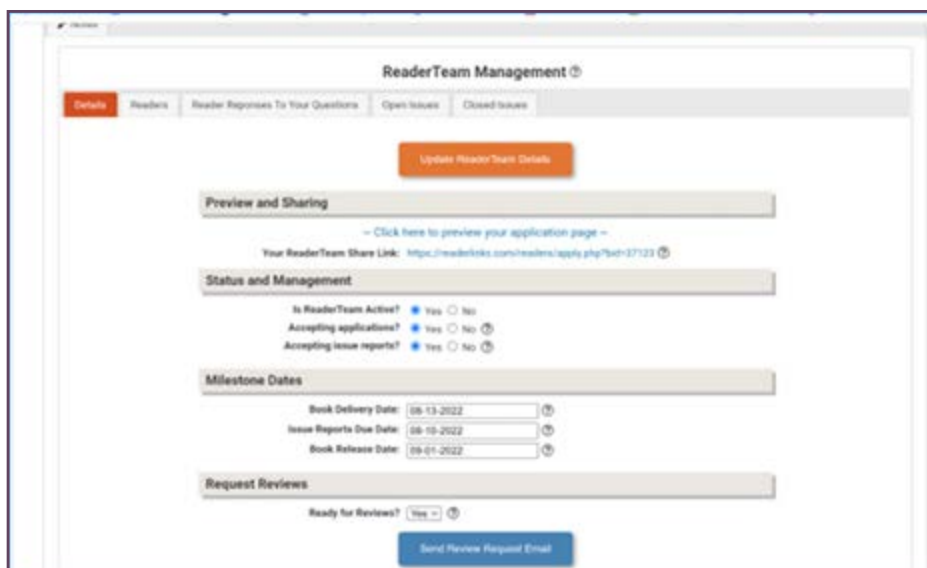 ReaderTeam Management
Details Readers Reader Reponses To Your Questions Open Issues Closed Issues
Update ReaderTeam Details
Preview and Sharing
~ Click here to preview your application page ~
Your ReaderTeam Share Link: https://readerlinks.com/readers/apply.php?bid=37123
Status and Management
Is ReaderTeam Active? Yes No
Accepting applications? Yes No
Accepting issue reports? Yes No
Milestone Dates
Book Delivery Date: 08-13-2022
Issue Reports Due Date: 08-10-2022
Book Release Date: 09-01-2022
Request Reviews
Ready for Reviews? Yes
Send Review Request Email